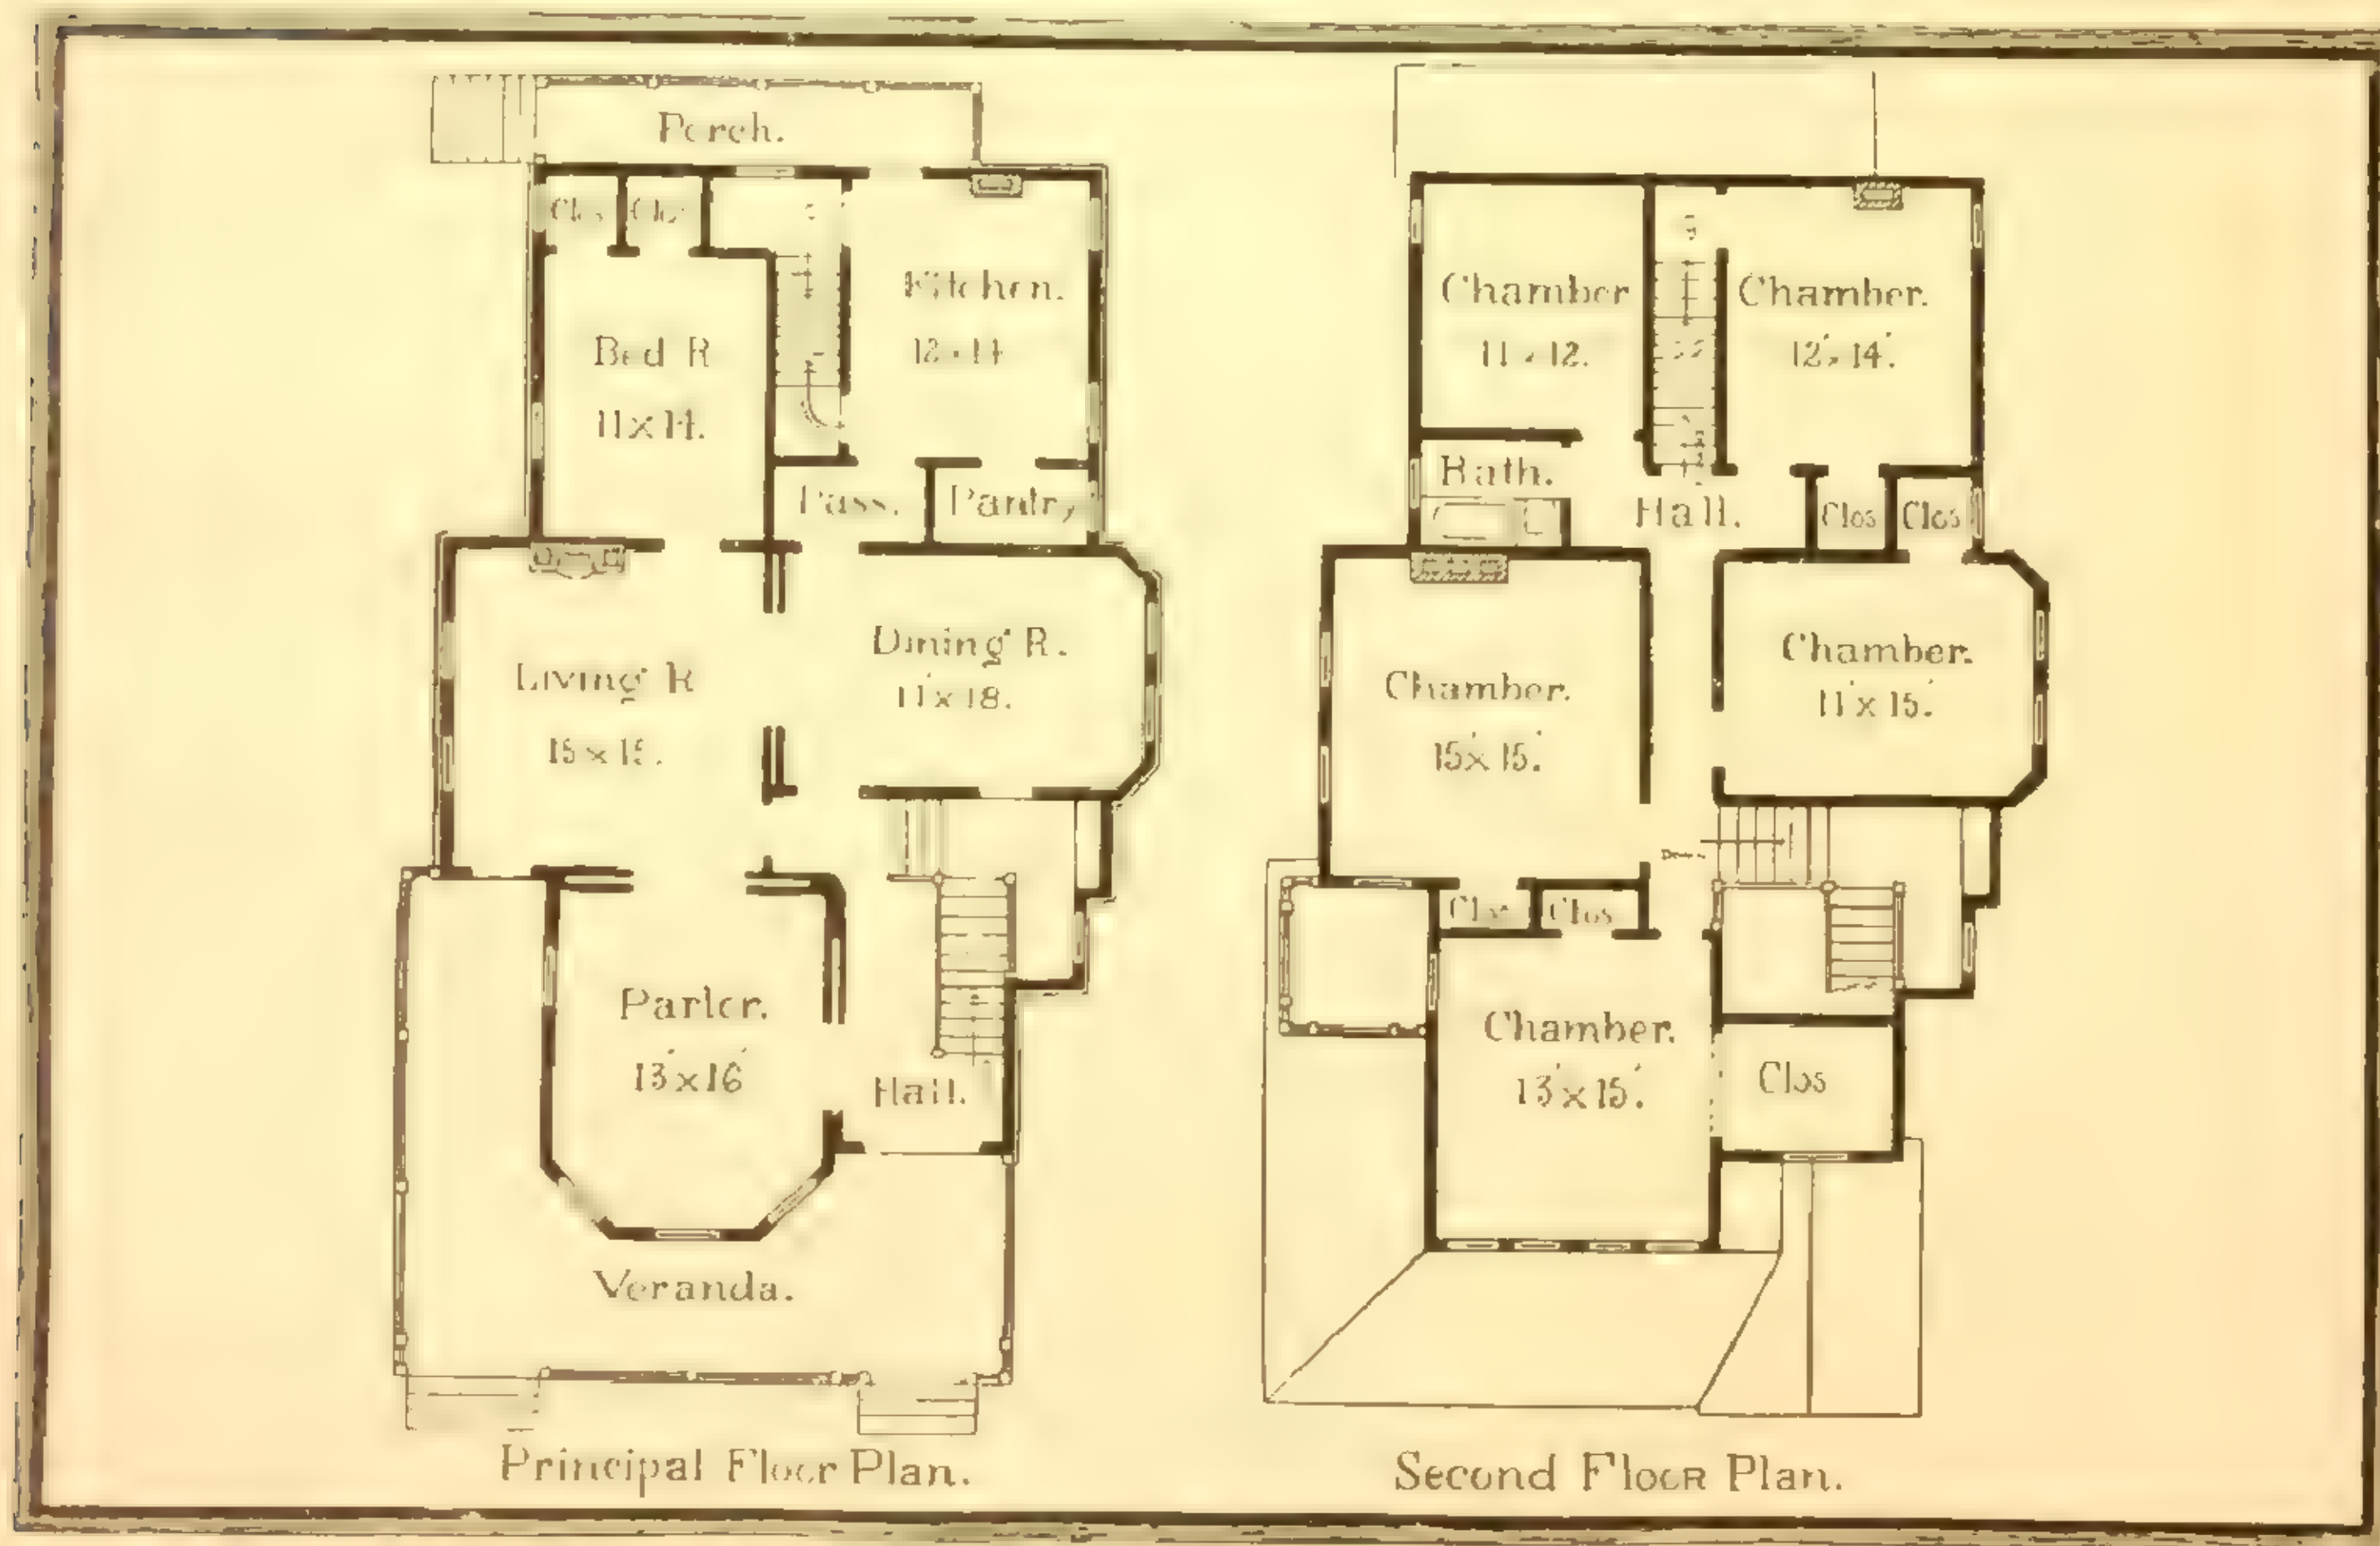 Porch.
Clos
Clos
Kitchen.
12 x 14
Bed R
11 x 14.
Pass.
Pantry
Dining R.
11' x 18.
Living R
15 x 15.
Parlor.
13' x 16'
Hall.
Veranda.
Principal Floor Plan.
Chamber
11 x 12.
Chamber.
12' x 14'.
Bath.
Hall.
Clos
Clos
Chamber.
11' x 15'.
Chamber.
15' x 15'.
Down
Clos
Clos
Chamber.
13' x 15'.
Clos
Second Floor Plan.